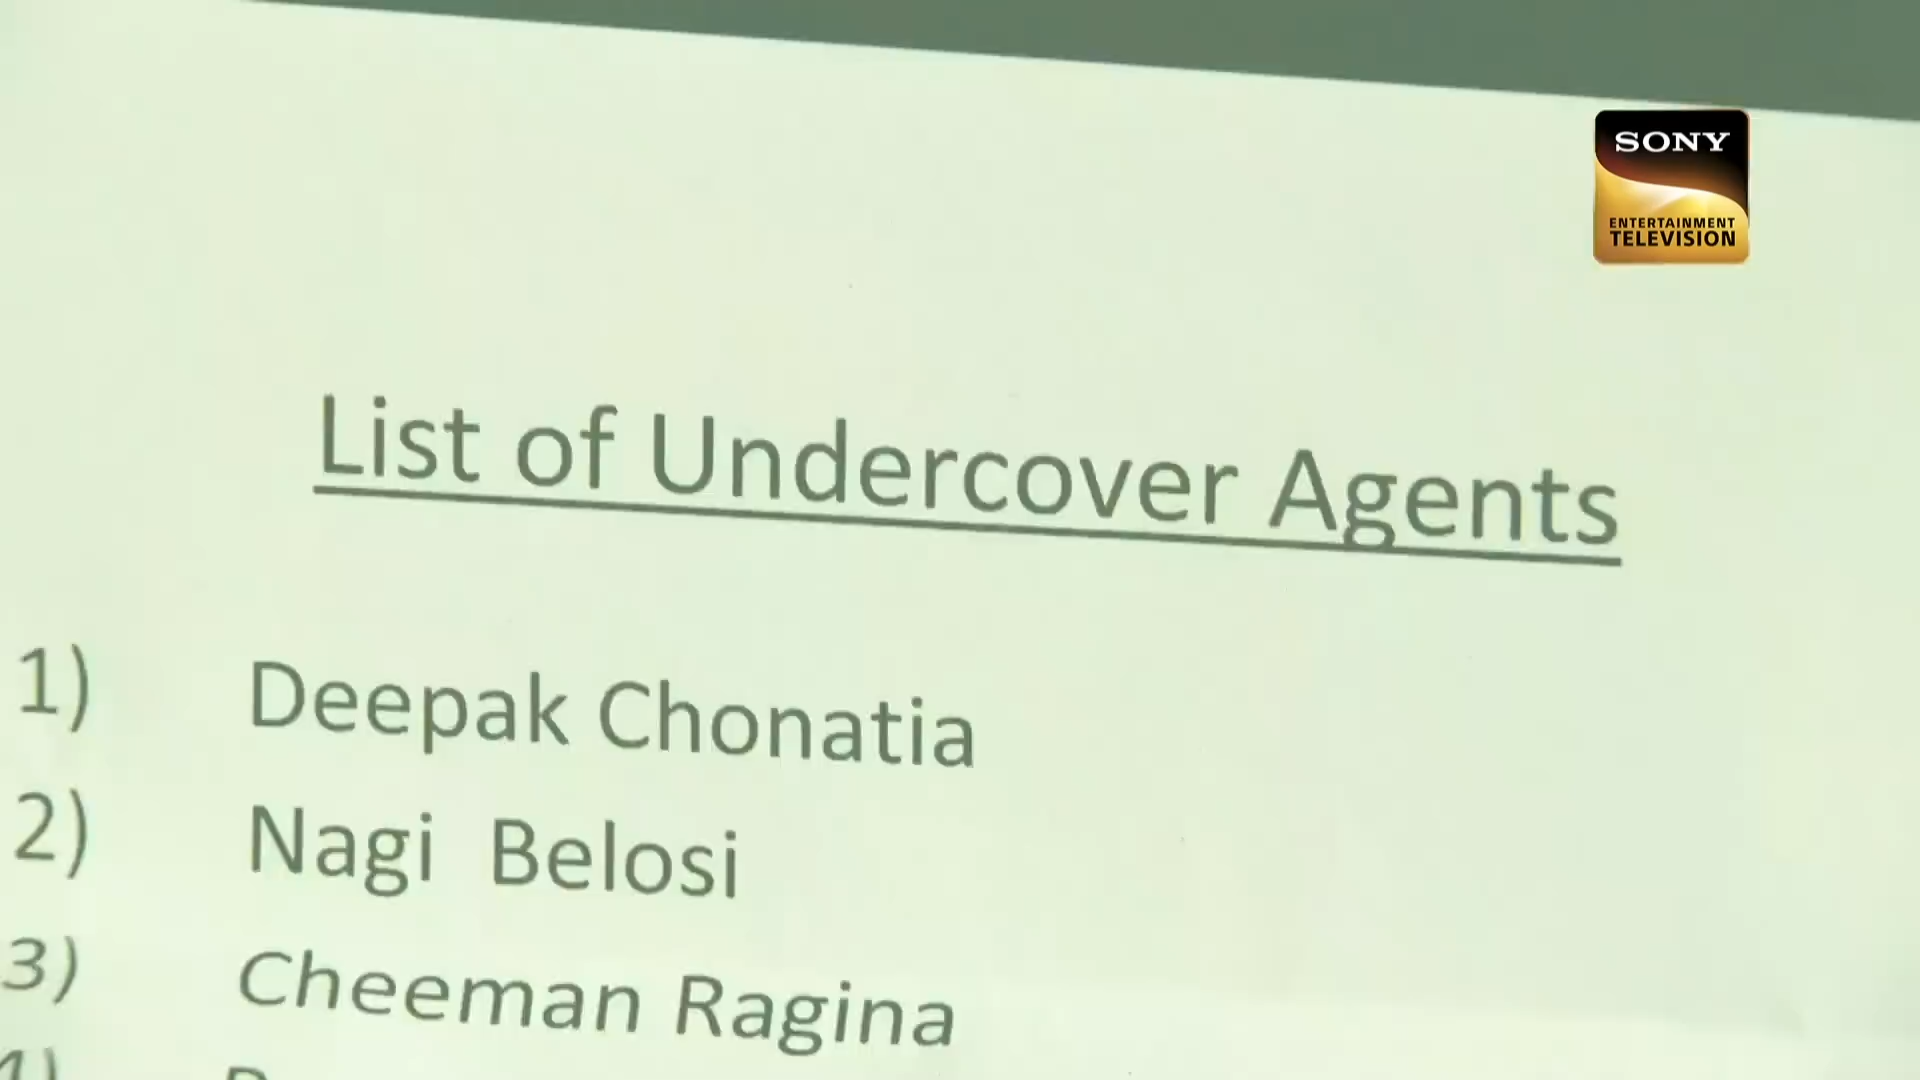 SONY
ENTERTAINMENT
TELEVISION
List of Undercover Agents
1) Deepak Chonatia
2) Nagi Belosi
3) Cheeman Ragina